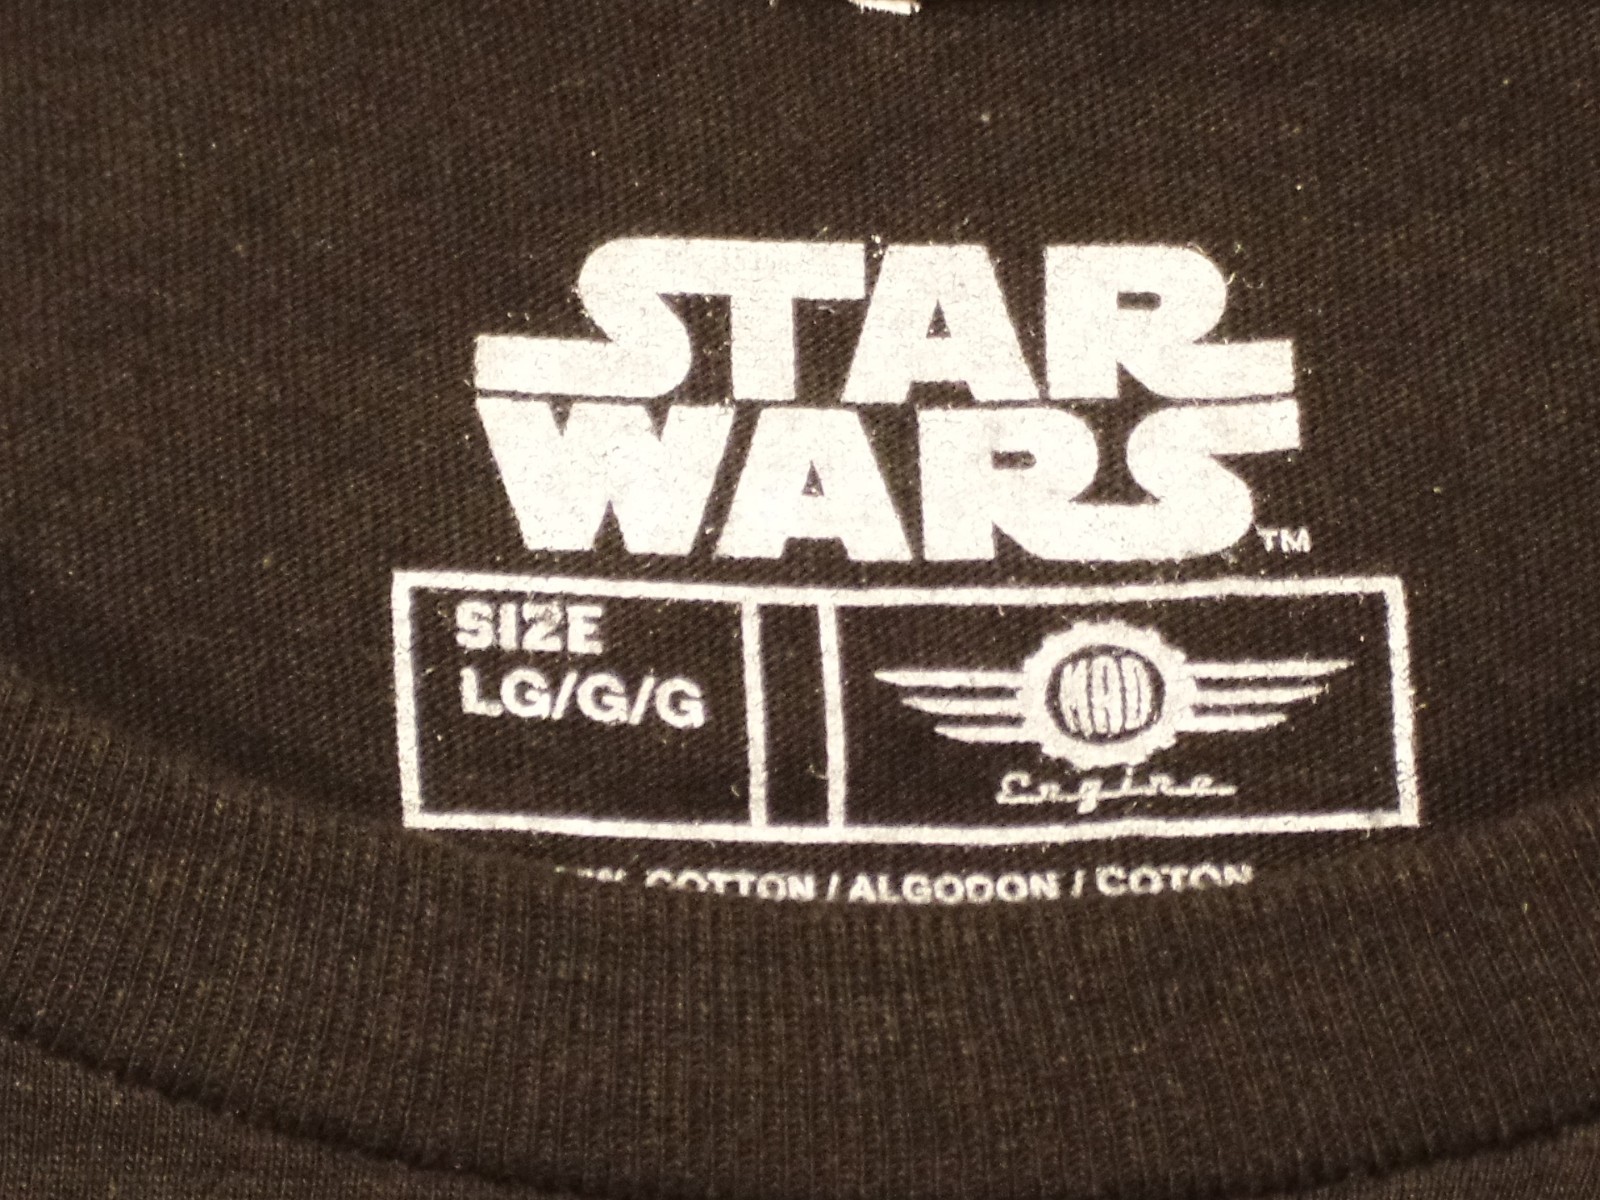 STAR
WARS
TM
SIZE
LG/G/G
MAD
Engine
COTTON / ALGODON / COTON